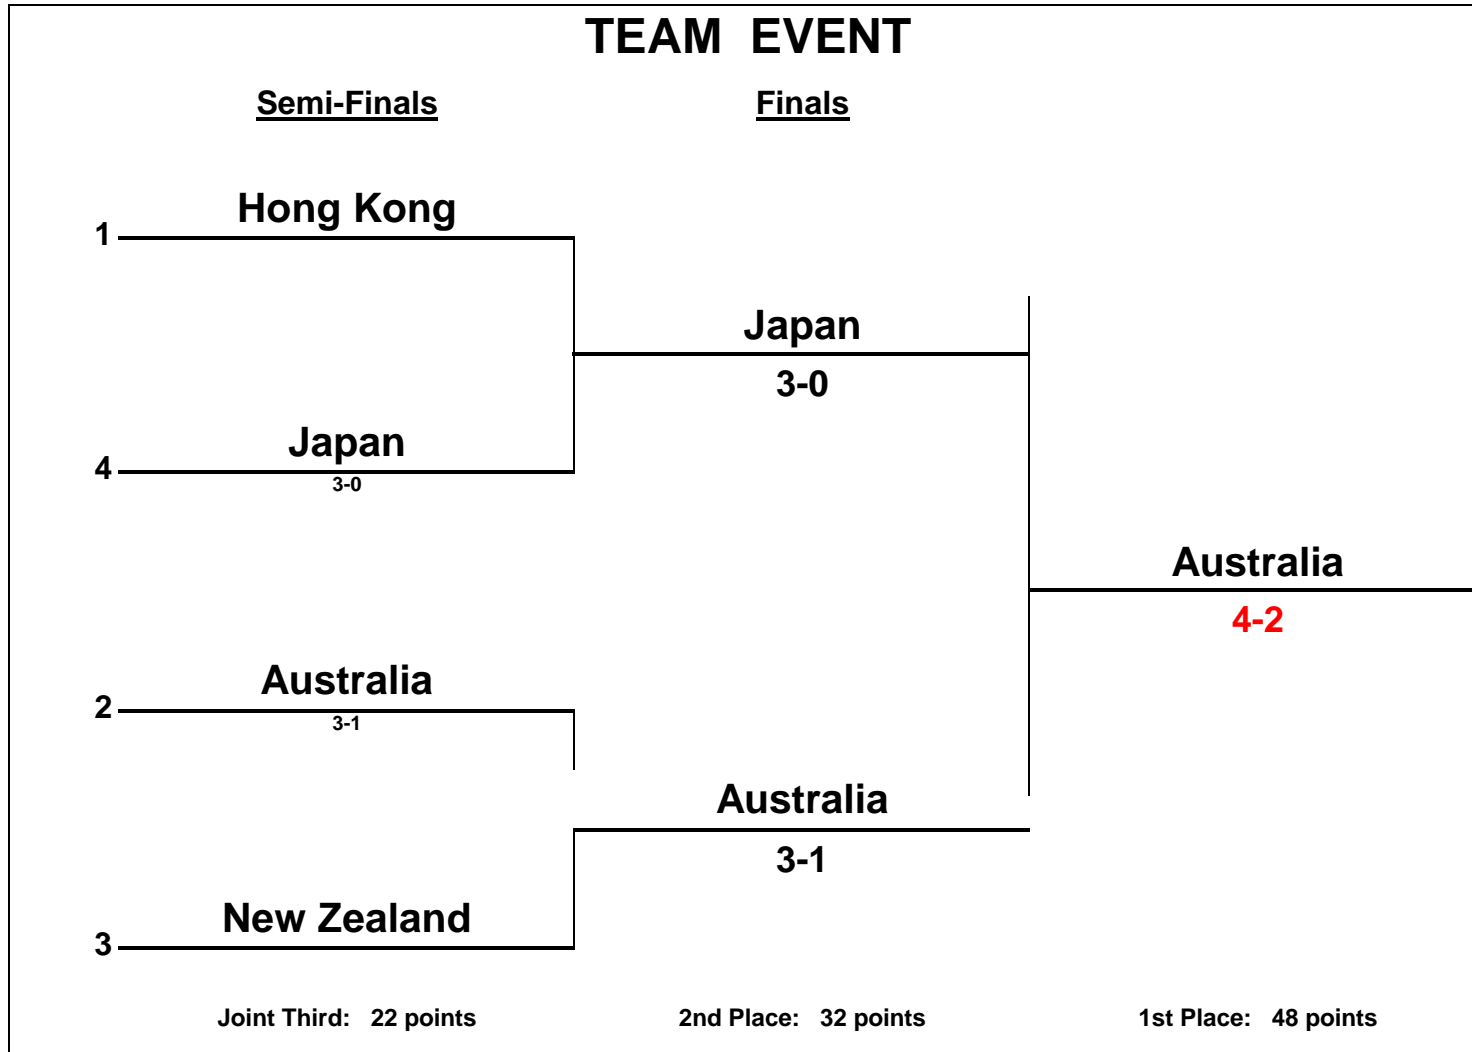 TEAM EVENT
Semi-Finals Finals
Hong Kong
1
Japan
3-0
Japan
4
3-0
Australia
4-2
Australia
2
3-1
Australia
3-1
New Zealand
3
Joint Third: 22 points 2nd Place: 32 points 1st Place: 48 points